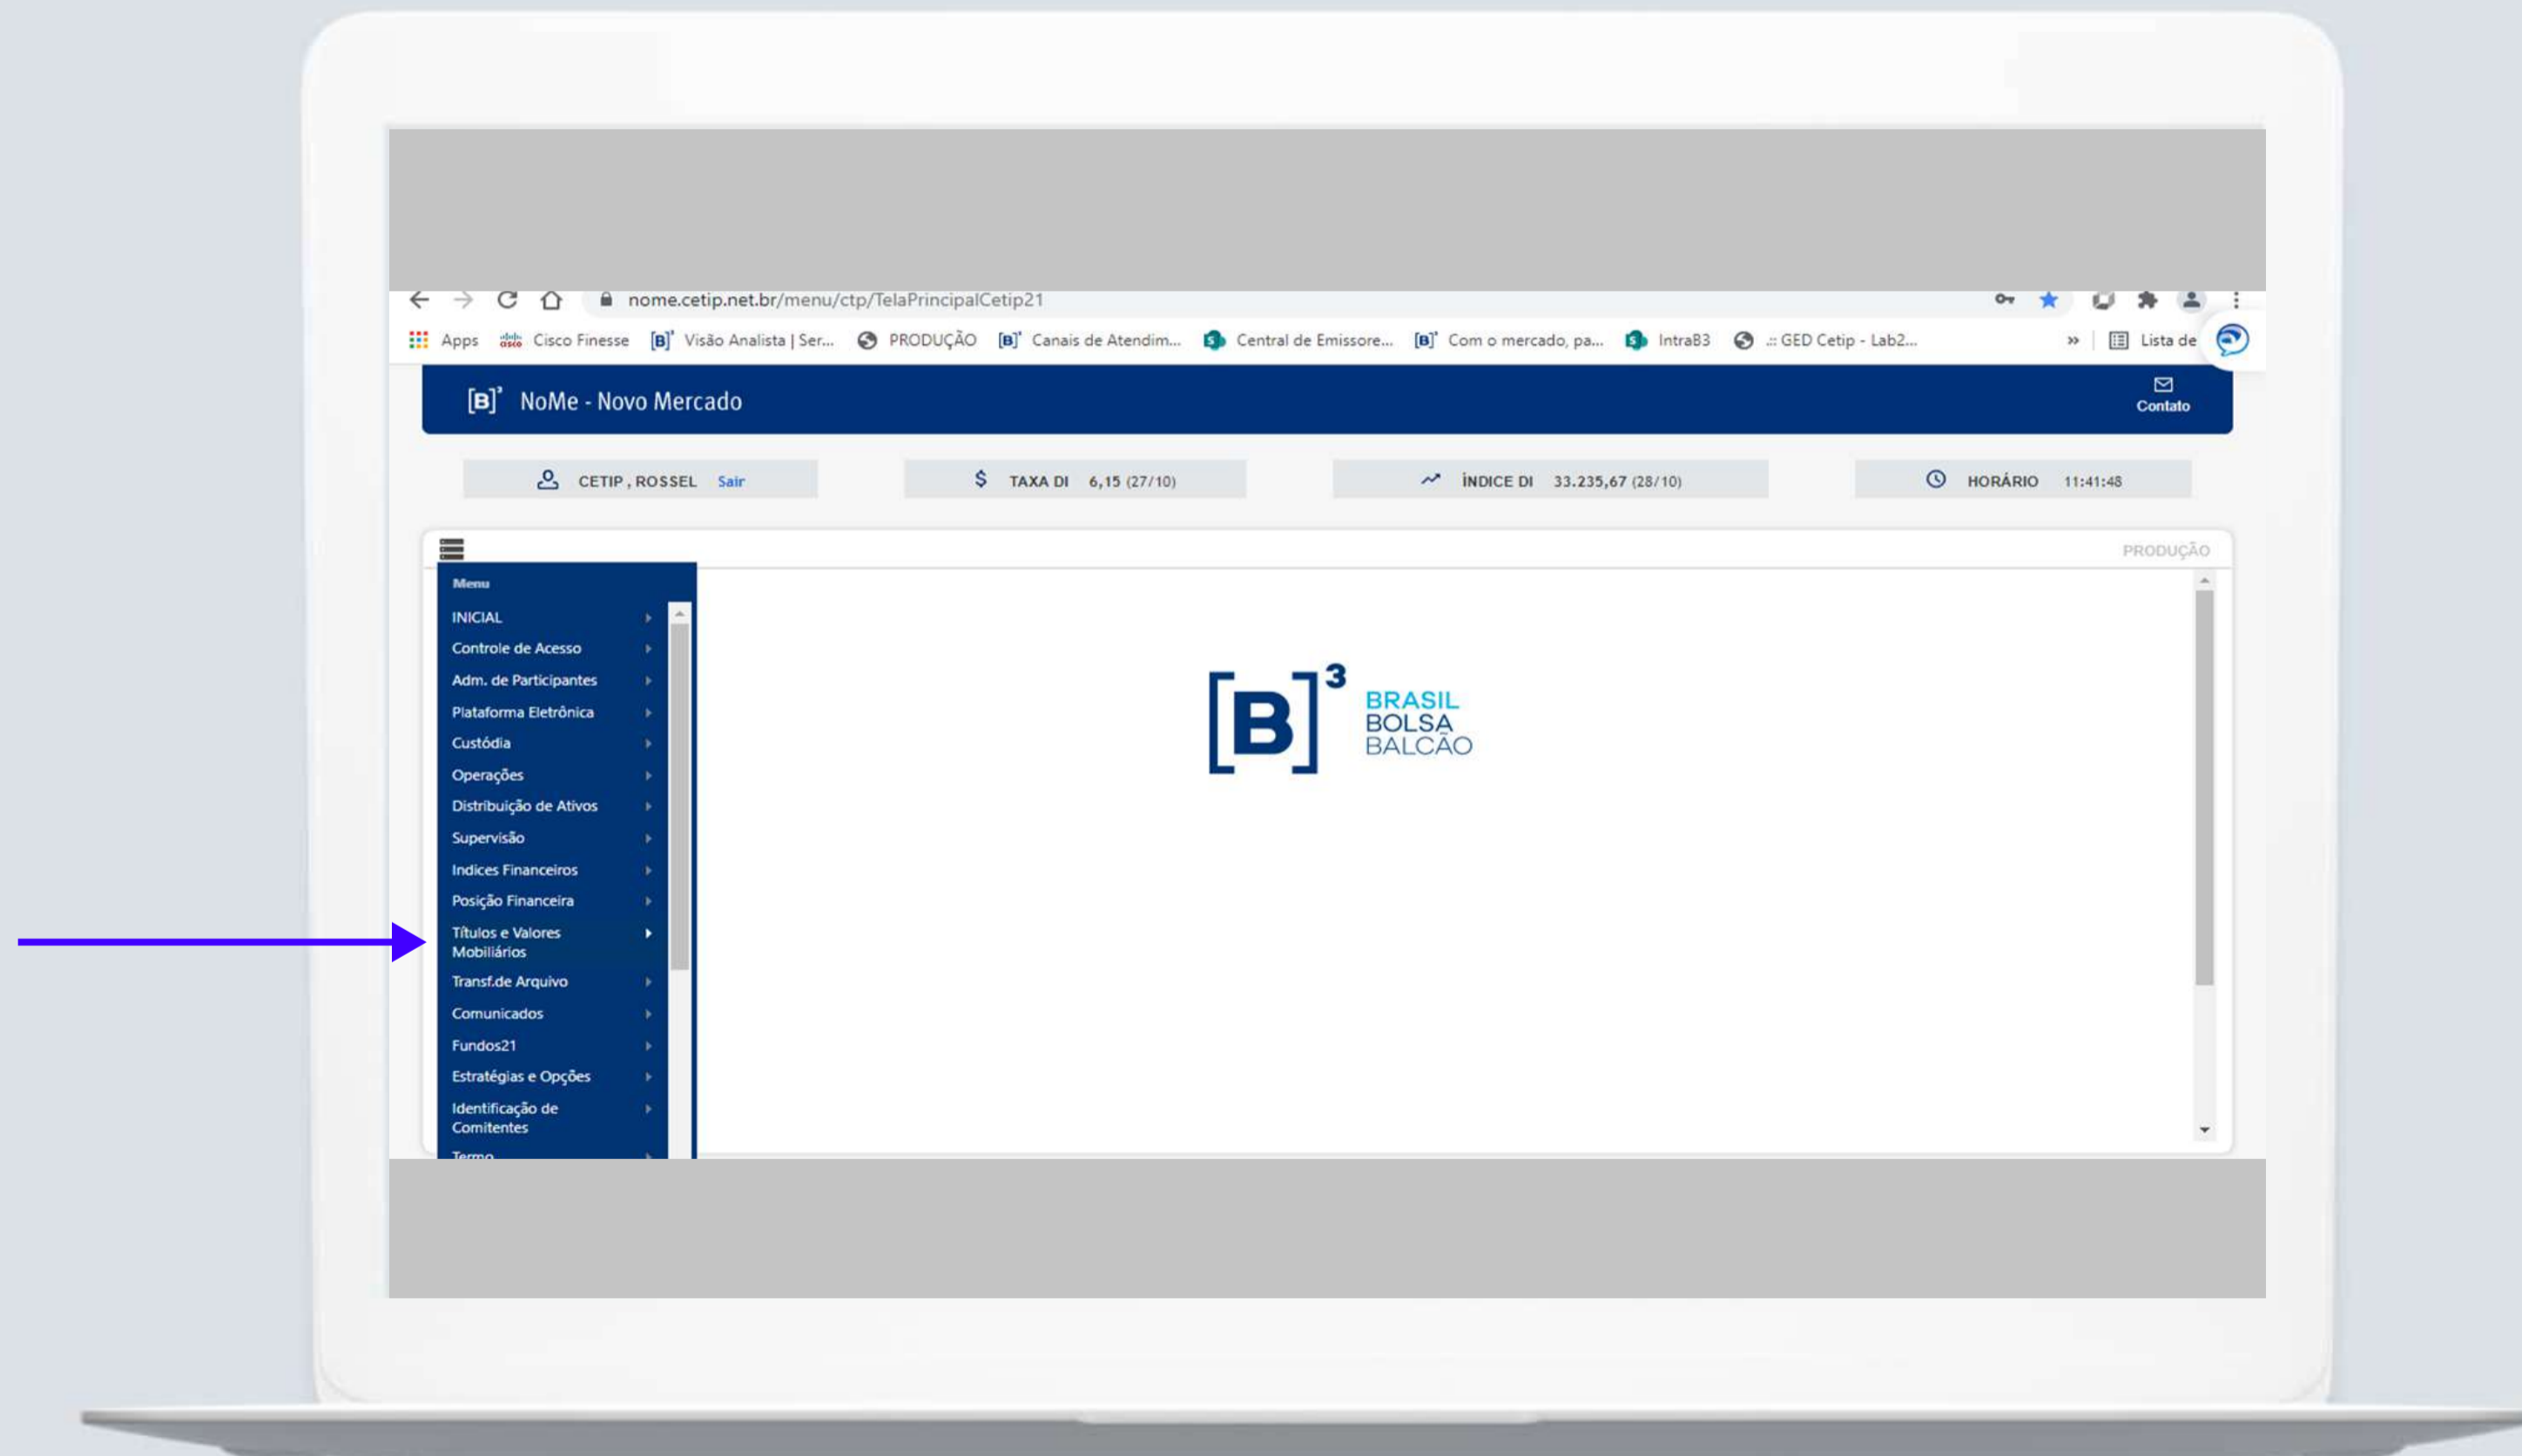 nome.cetip.net.br/menu/ctp/TelaPrincipalCetip21
Apps Cisco Finesse [B]³ Visão Analista | Ser... PRODUÇÃO [B]³ Canais de Atendim... Central de Emissore... [B]³ Com o mercado, pa... IntraB3 .:: GED Cetip - Lab2... » Lista de
[B]³ NoMe - Novo Mercado
Contato
CETIP , ROSSEL Sair
$ TAXA DI 6,15 (27/10)
ÍNDICE DI 33.235,67 (28/10)
HORÁRIO 11:41:48
PRODUÇÃO
Menu
INICIAL
Controle de Acesso
Adm. de Participantes
Plataforma Eletrônica
Custódia
Operações
Distribuição de Ativos
Supervisão
Indices Financeiros
Posição Financeira
Títulos e Valores
Mobiliários
Transf.de Arquivo
Comunicados
Fundos21
Estratégias e Opções
Identificação de
Comitentes
Termo
[B]³
BRASIL
BOLSA
BALCÃO